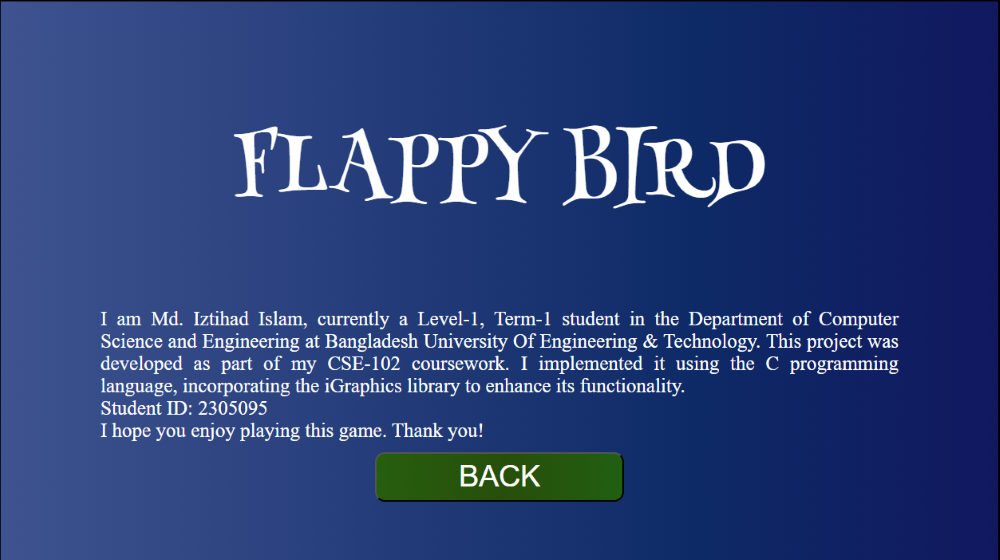 FLAPPY BIRD
I am Md. Iztihad Islam, currently a Level-1, Term-1 student in the Department of Computer
Science and Engineering at Bangladesh University Of Engineering & Technology. This project was
developed as part of my CSE-102 coursework. I implemented it using the C programming
language, incorporating the iGraphics library to enhance its functionality.
Student ID: 2305095
I hope you enjoy playing this game. Thank you!
BACK